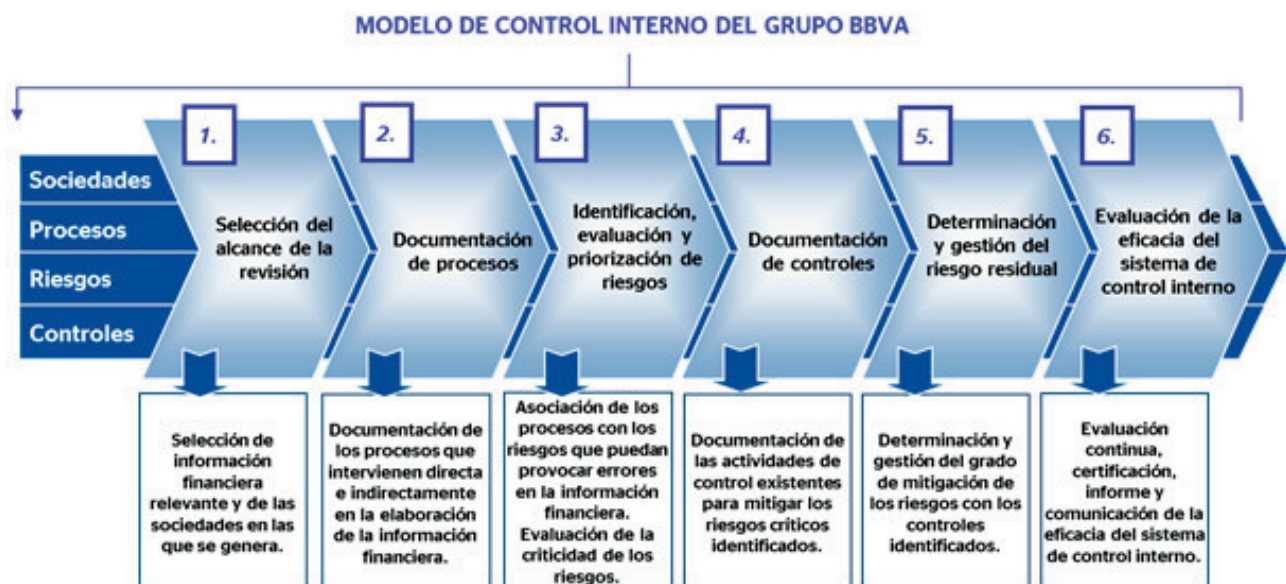 MODELO DE CONTROL INTERNO DEL GRUPO BBVA
1.
2.
3.
4.
5.
6.
Sociedades
Procesos
Riesgos
Controles
Selección del
alcance de la
revisión
Documentación
de procesos
Identificación,
evaluación y
priorización de
riesgos
Documentación
de controles
Determinación
y gestión del
riesgo residual
Evaluación de la
eficacia del
sistema de
control interno
Selección de
información
financiera
relevante y de las
sociedades en las
que se genera.
Documentación de
los procesos que
intervienen directa
e indirectamente
en la elaboración
de la información
financiera.
Asociación de los
procesos con los
riesgos que puedan
provocar errores
en la información
financiera.
Evaluación de la
criticidad de los
riesgos.
Documentación de
las actividades de
control existentes
para mitigar los
riesgos críticos
identificados.
Determinación y
gestión del grado
de mitigación de
los riesgos con los
controles
identificados.
Evaluación
continua,
certificación,
informe y
comunicación de la
eficacia del sistema
de control interno.